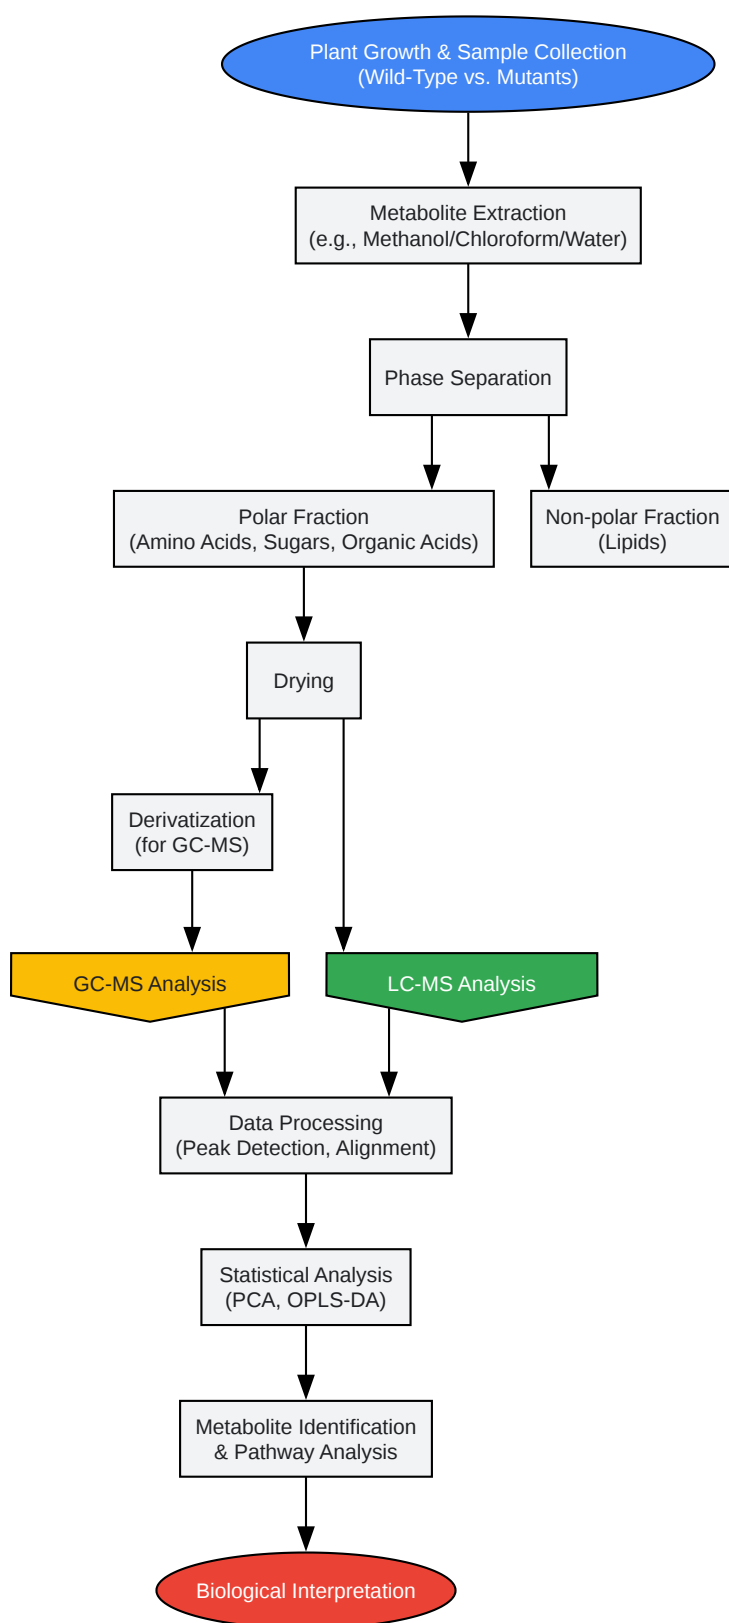 Plant Growth & Sample Collection
(Wild-Type vs. Mutants)
Metabolite Extraction
(e.g., Methanol/Chloroform/Water)
Phase Separation
Polar Fraction
(Amino Acids, Sugars, Organic Acids)
Non-polar Fraction
(Lipids)
Drying
Derivatization
(for GC-MS)
GC-MS Analysis
LC-MS Analysis
Data Processing
(Peak Detection, Alignment)
Statistical Analysis
(PCA, OPLS-DA)
Metabolite Identification
& Pathway Analysis
Biological Interpretation